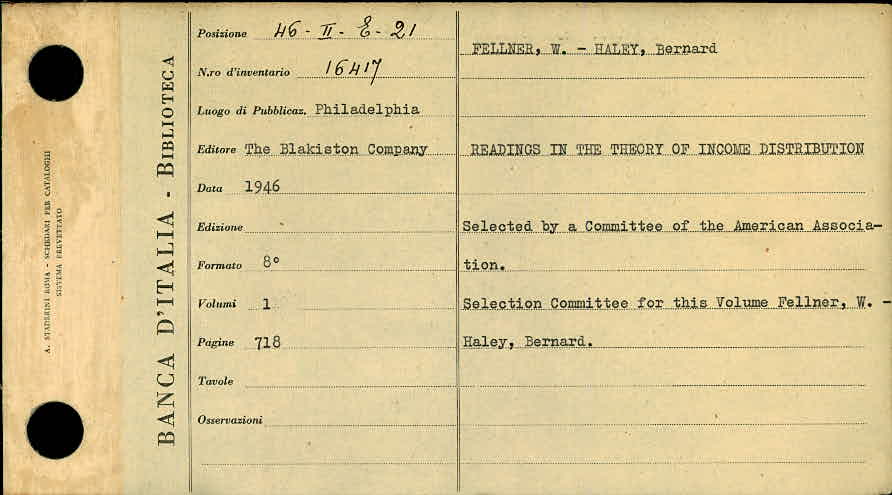 A. STADERINI ROMA - SCHEDARI PER CATALOGHI
SISTEMA BREVETTATO
BANCA D'ITALIA - BIBLIOTECA
Posizione 46 - II - E - 21
N.ro d'inventario 16417
Luogo di Pubblicaz. Philadelphia
Editore The Blakiston Company
Data 1946
Edizione
Formato 8°
Volumi 1
Pagine 718
Tavole
Osservazioni
FELLNER, W. - HALEY, Bernard
READINGS IN THE THEORY OF INCOME DISTRIBUTION
Selected by a Committee of the American Associa-
tion.
Selection Committee for this Volume Fellner, W. -
Haley, Bernard.